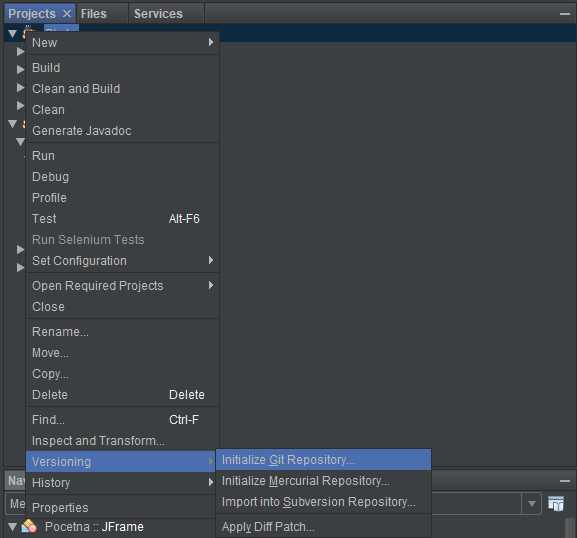 Projects × Files Services
New
Build
Clean and Build
Clean
Generate Javadoc
Run
Debug
Profile
Test Alt-F6
Run Selenium Tests
Set Configuration
Open Required Projects
Close
Rename...
Move...
Copy...
Delete Delete
Find... Ctrl-F
Inspect and Transform...
Versioning
Initialize Git Repository...
History
Initialize Mercurial Repository...
Import into Subversion Repository...
Properties
Apply Diff Patch...
Pocetna :: JFrame